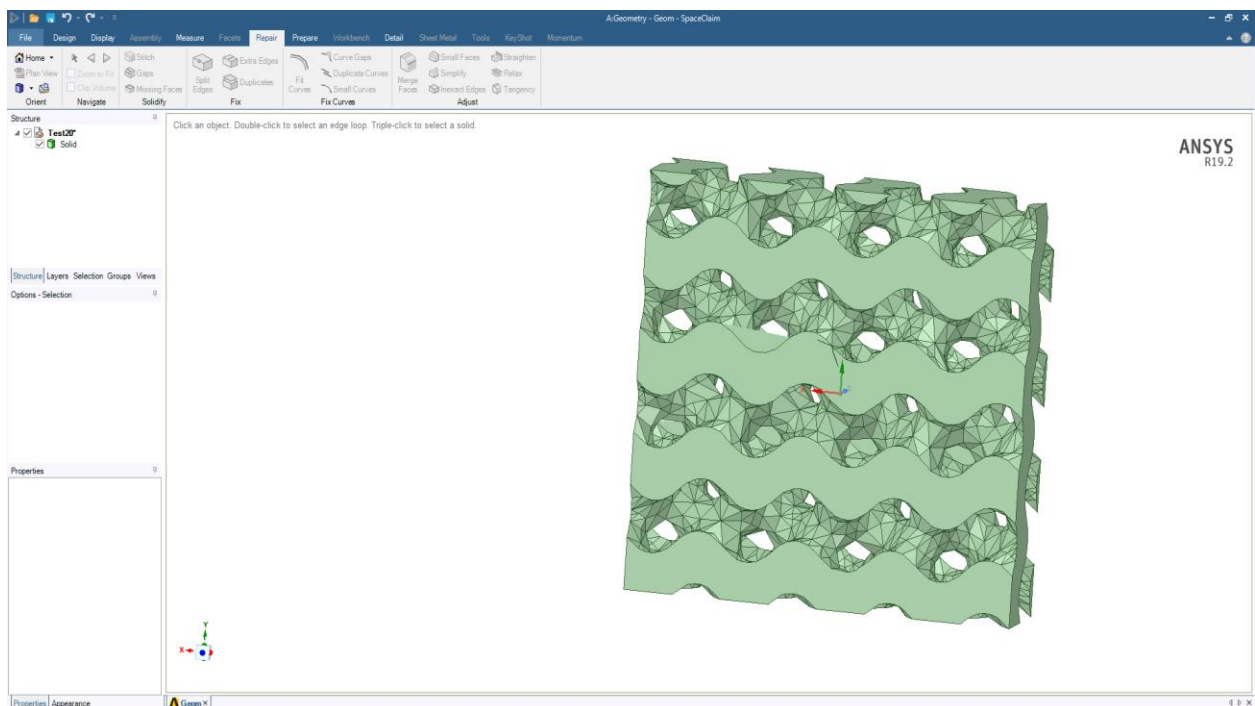 A:Geometry - Geom - SpaceClaim
File Design Display Assembly Measure Facets Repair Prepare Workbench Detail Sheet Metal Tools KeyShot Momentum
Home Stitch Extra Edges Curve Gaps Small Faces Straighten
Plan View Zoom to Fit Gaps Split Edges Duplicates Fit Curves Duplicate Curves Merge Faces Simplify Relax
Clip Volume Missing Faces Small Curves Inexact Edges Tangency
Orient Navigate Solidify Fix Fix Curves Adjust
Structure
Click an object. Double-click to select an edge loop. Triple-click to select a solid.
Test20*
Solid
ANSYS
R19.2
Structure Layers Selection Groups Views
Options - Selection
Properties
Y
X
Properties Appearance
Geom